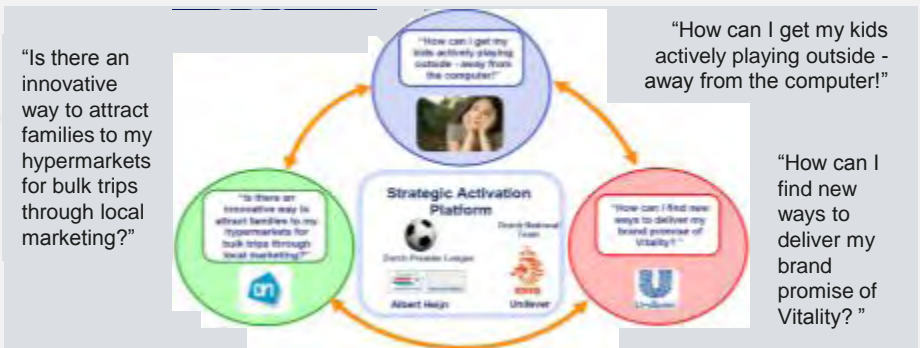 “Is there an
innovative
way to attract
families to my
hypermarkets
for bulk trips
through local
marketing?”
“How can I get my kids
actively playing outside -
away from the computer!”
“How can I
find new
ways to
deliver my
brand
promise of
Vitality? ”
"How can I get my
kids actively playing
outside - away from
the computer!"
"Is there an
innovative way to
attract families to my
hypermarkets for
bulk trips through
local marketing?"
Strategic Activation
Platform
Dutch National
Team
Dutch Premier League
Albert Heijn
Unilever
"How can I find new
ways to deliver my
brand promise of
Vitality? "
Unilever